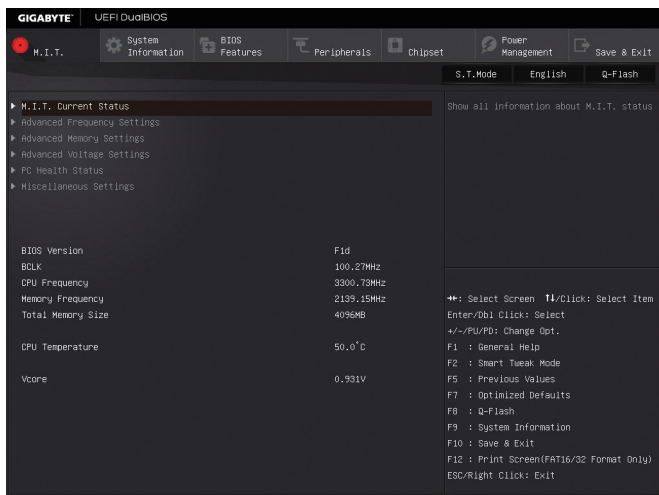 GIGABYTE™ UEFI DualBIOS
M.I.T.
System Information
BIOS Features
Peripherals
Chipset
Power Management
Save & Exit
S.T.Mode English Q-Flash
M.I.T. Current Status
Advanced Frequency Settings
Advanced Memory Settings
Advanced Voltage Settings
PC Health Status
Miscellaneous Settings
Show all information about M.I.T. status
BIOS Version F1d
BCLK 100.27MHz
CPU Frequency 3300.73MHz
Memory Frequency 2139.15MHz
Total Memory Size 4096MB
CPU Temperature 50.0°C
Vcore 0.931V
→←: Select Screen ↑↓/Click: Select Item
Enter/Dbl Click: Select
+/-/PU/PD: Change Opt.
F1 : General Help
F2 : Smart Tweak Mode
F5 : Previous Values
F7 : Optimized Defaults
F8 : Q-Flash
F9 : System Information
F10 : Save & Exit
F12 : Print Screen(FAT16/32 Format Only)
ESC/Right Click: Exit